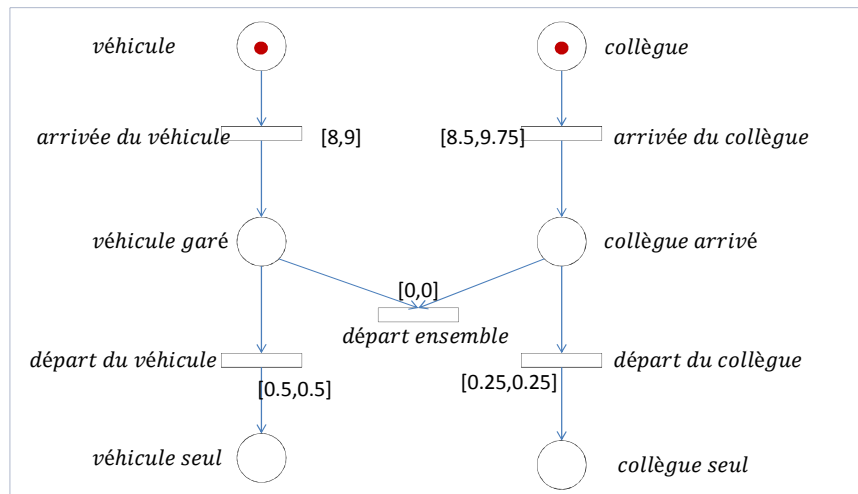 véhicule
collègue
arrivée du véhicule
[8,9]
[8.5,9.75]
arrivée du collègue
véhicule garé
collègue arrivé
[0,0]
départ ensemble
départ du véhicule
départ du collègue
[0.5,0.5]
[0.25,0.25]
véhicule seul
collègue seul